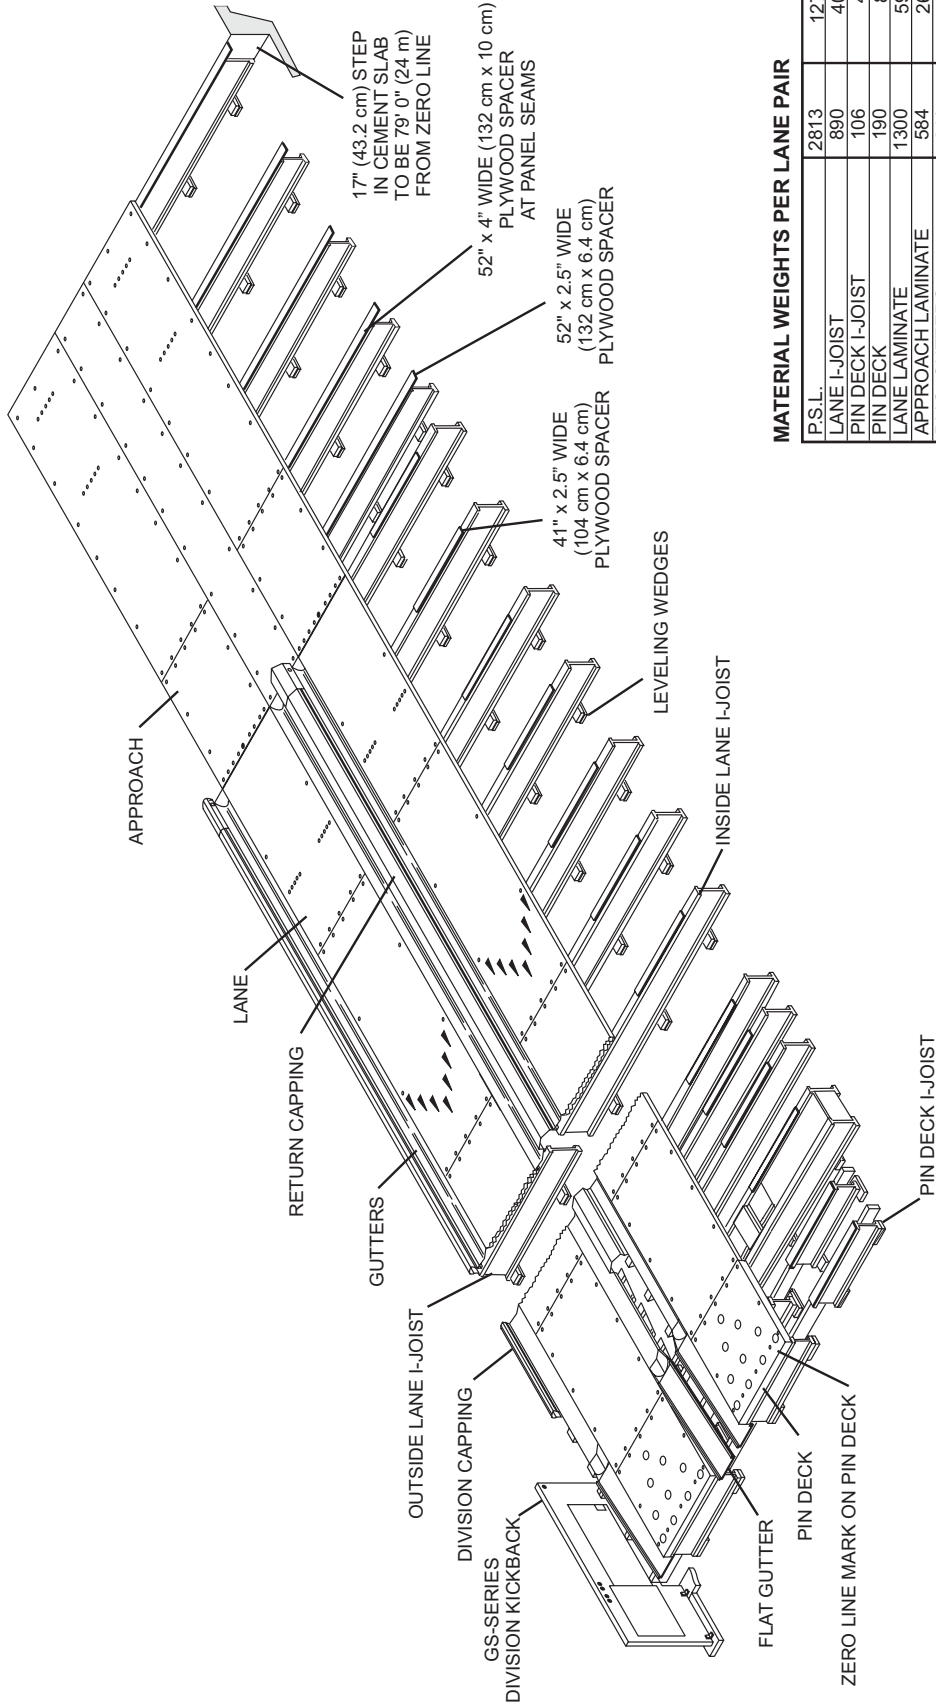 17" (43.2 cm) STEP
IN CEMENT SLAB
TO BE 79' 0" (24 m)
FROM ZERO LINE
52" x 4" WIDE (132 cm x 10 cm)
PLYWOOD SPACER
AT PANEL SEAMS
52" x 2.5" WIDE
(132 cm x 6.4 cm)
PLYWOOD SPACER
41" x 2.5" WIDE
(104 cm x 6.4 cm)
PLYWOOD SPACER
APPROACH
LANE
RETURN CAPPING
GUTTERS
OUTSIDE LANE I-JOIST
DIVISION CAPPING
GS-SERIES
DIVISION KICKBACK
LEVELING WEDGES
INSIDE LANE I-JOIST
PIN DECK I-JOIST
FLAT GUTTER
PIN DECK
ZERO LINE MARK ON PIN DECK
MATERIAL WEIGHTS PER LANE PAIR
P.S.L. 2813
LANE I-JOIST 890
PIN DECK I-JOIST 106
PIN DECK 190
LANE LAMINATE 1300
APPROACH LAMINATE 584